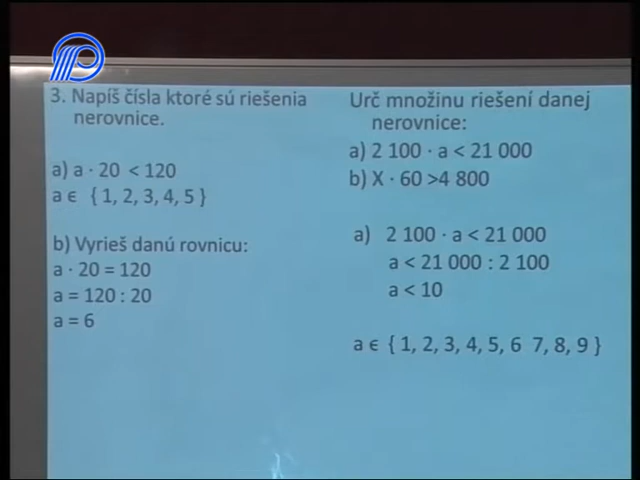 3. Napíš čísla ktoré sú riešenia
nerovnice.
a) a · 20 < 120
a ϵ { 1, 2, 3, 4, 5 }
b) Vyrieš danú rovnicu:
a · 20 = 120
a = 120 : 20
a = 6
Urč množinu riešení danej
nerovnice:
a) 2 100 · a < 21 000
b) X · 60 >4 800
a) 2 100 · a < 21 000
a < 21 000 : 2 100
a < 10
a ϵ { 1, 2, 3, 4, 5, 6 7, 8, 9 }